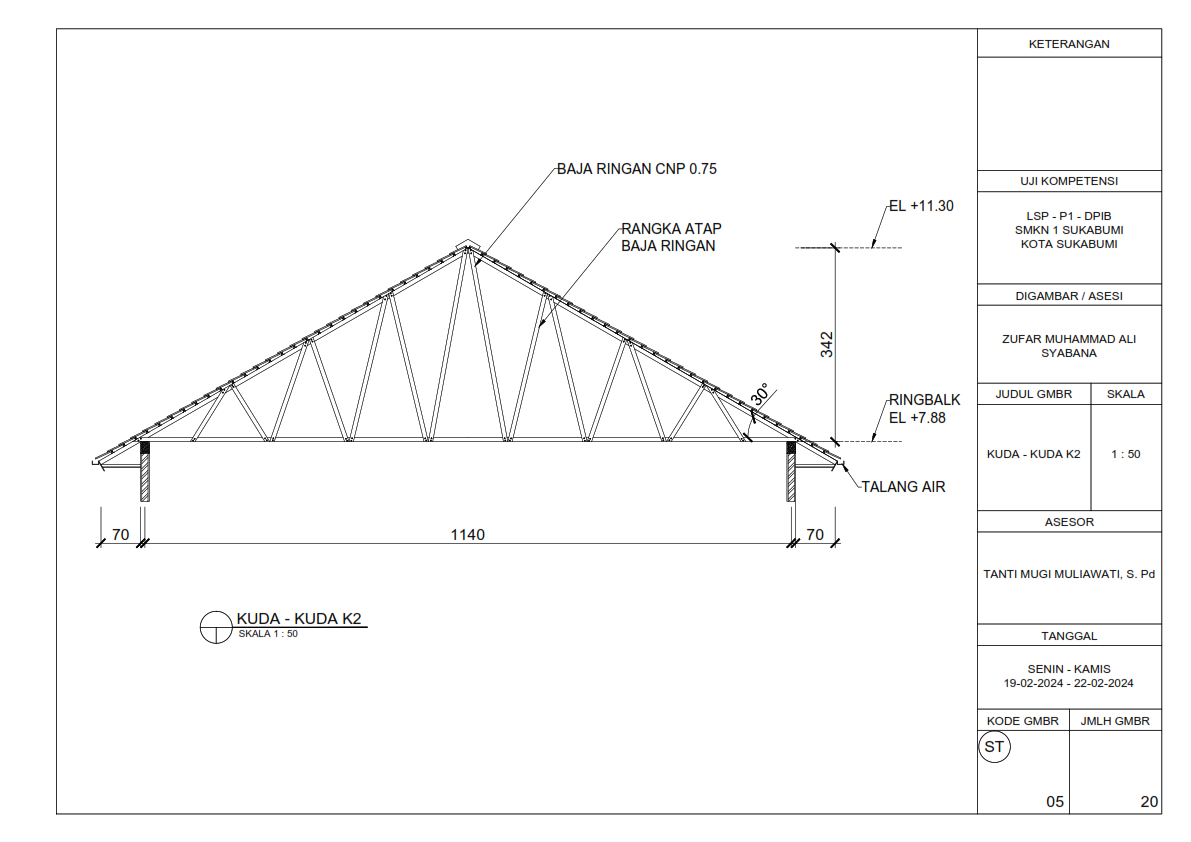 BAJA RINGAN CNP 0.75
RANGKA ATAP
BAJA RINGAN
EL +11.30
342
30°
RINGBALK
EL +7.88
TALANG AIR
70
1140
70
KUDA - KUDA K2
SKALA 1 : 50
KETERANGAN
UJI KOMPETENSI
LSP - P1 - DPIB
SMKN 1 SUKABUMI
KOTA SUKABUMI
DIGAMBAR / ASESI
ZUFAR MUHAMMAD ALI
SYABANA
JUDUL GMBR
SKALA
KUDA - KUDA K2
1 : 50
ASESOR
TANTI MUGI MULIAWATI, S. Pd
TANGGAL
SENIN - KAMIS
19-02-2024 - 22-02-2024
KODE GMBR
JMLH GMBR
ST
05
20